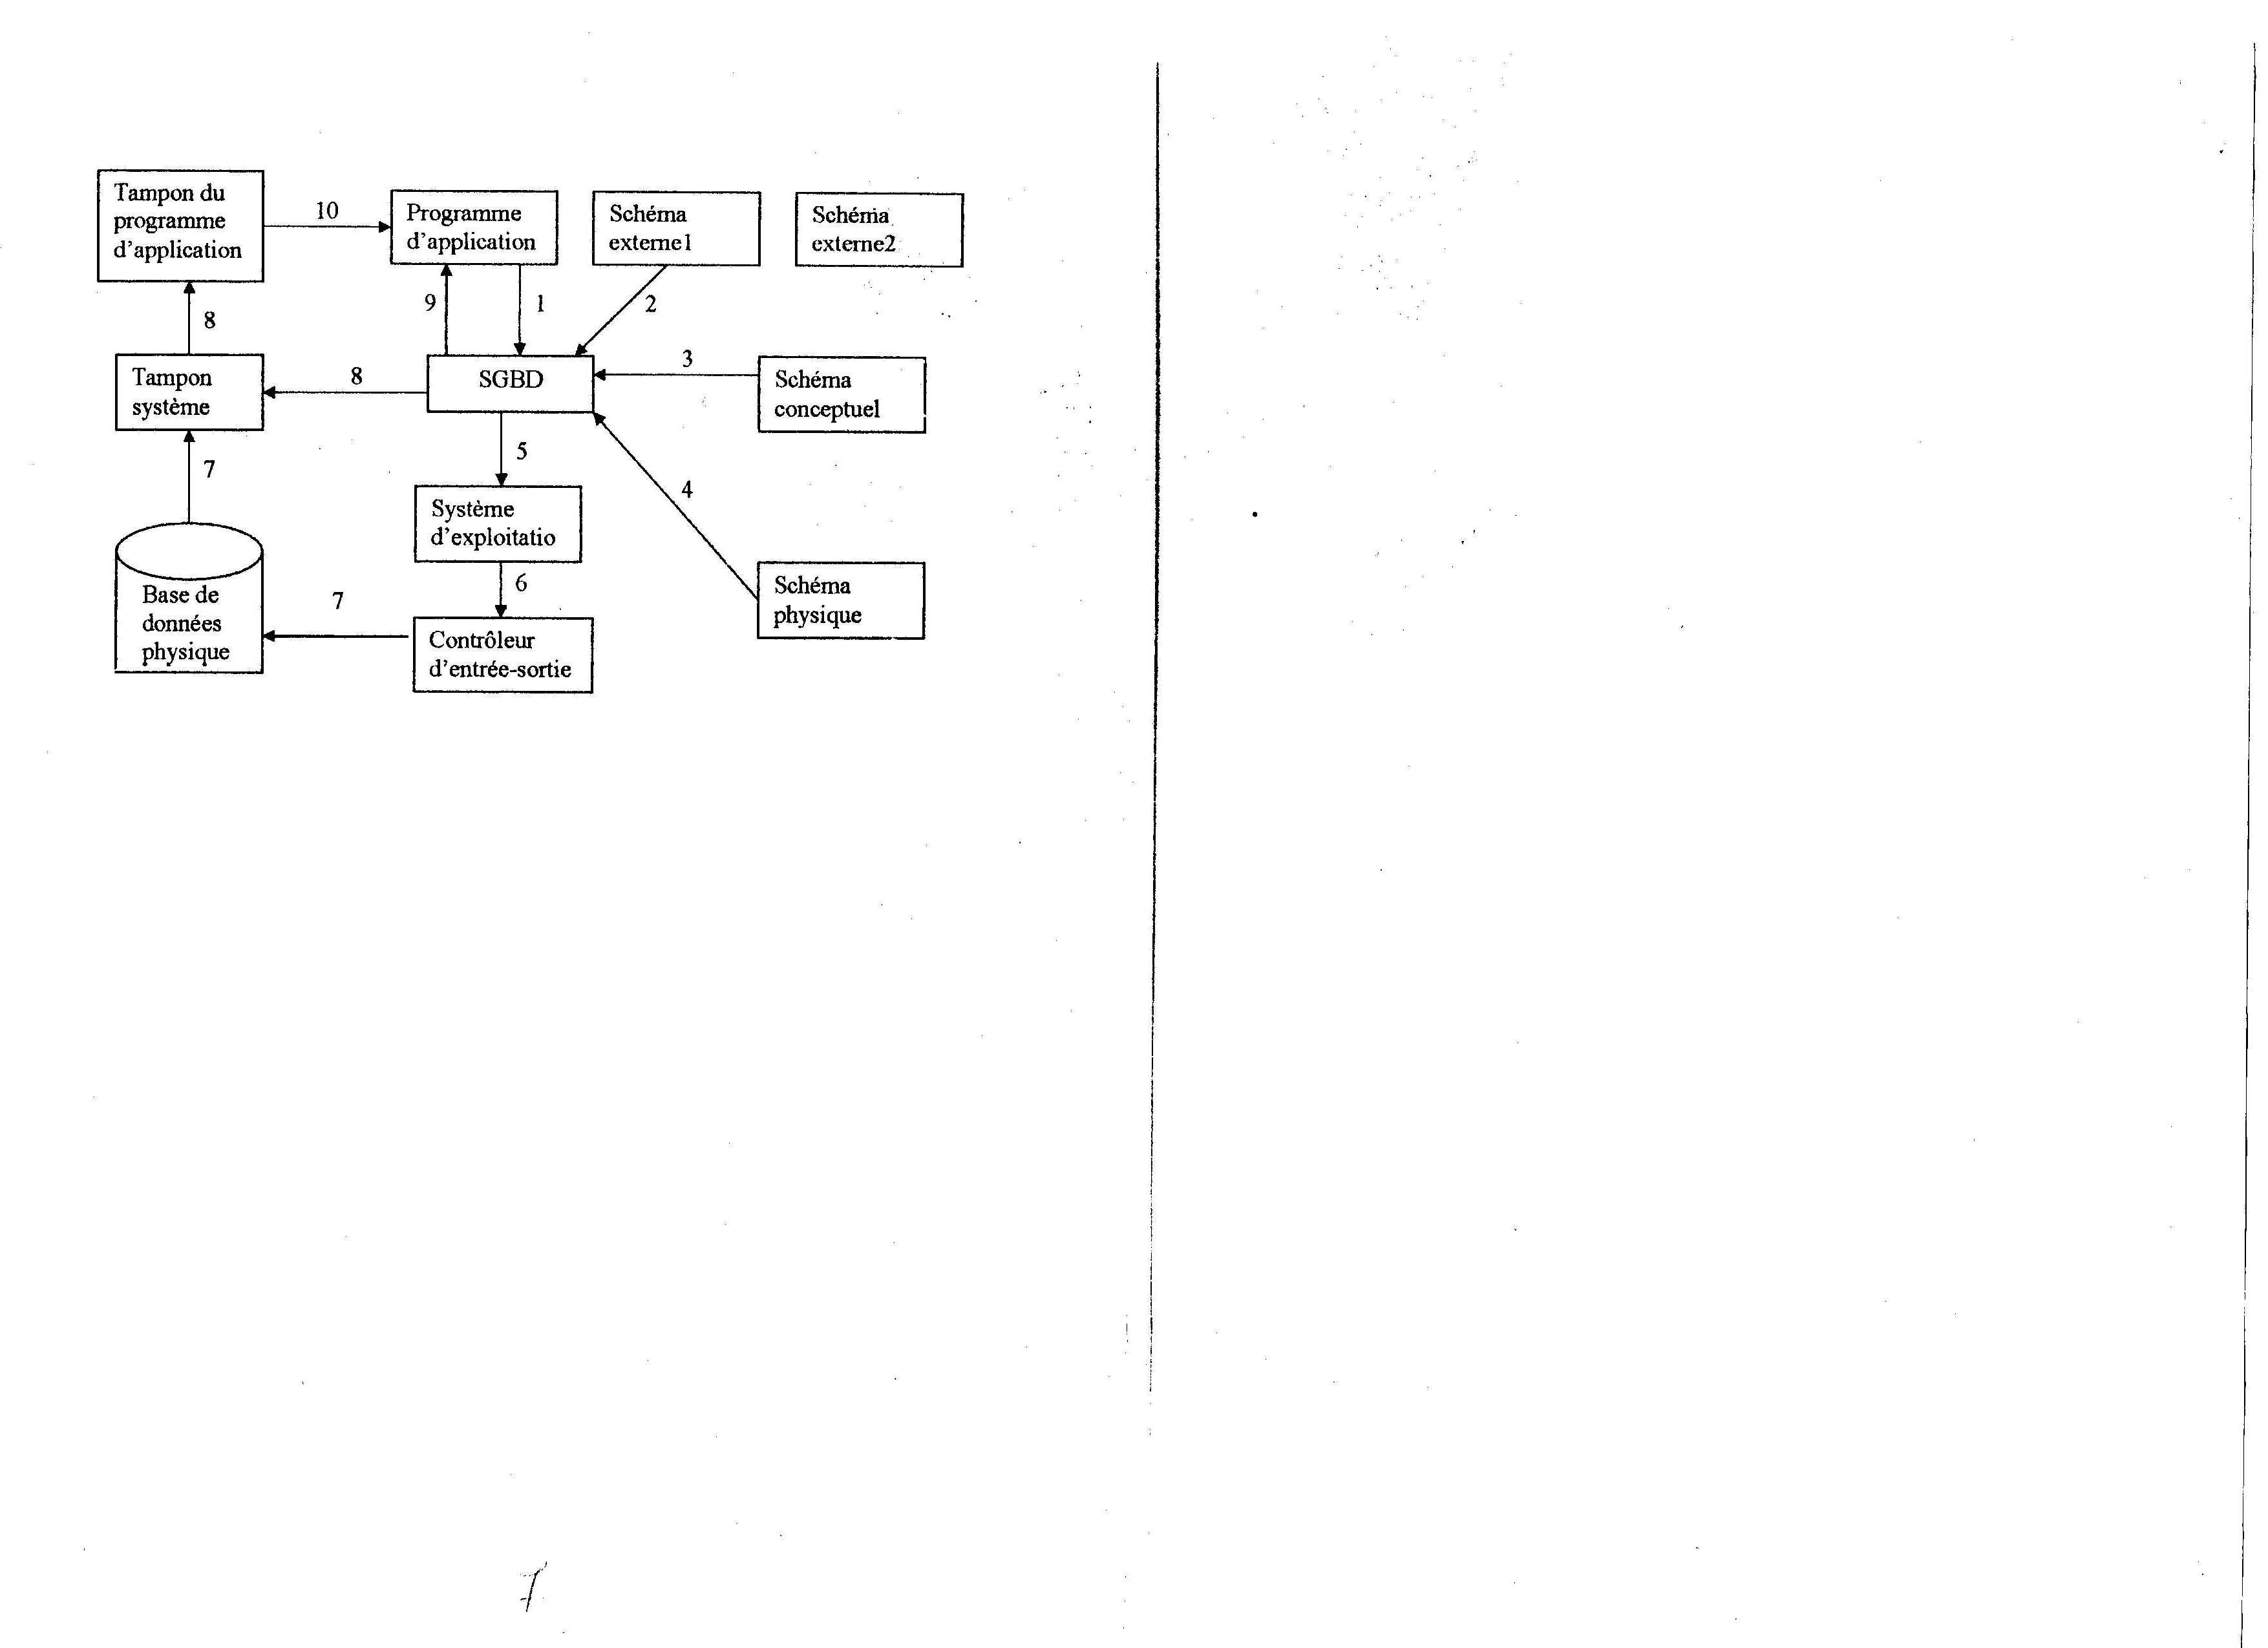 Tampon du
programme
d'application
10
Programme
d'application
Schéma
externe1
Schéma
externe2
8
9
1
2
Tampon
système
8
SGBD
3
Schéma
conceptuel
7
5
4
Système
d'exploitatio
Base de
données
physique
7
6
Schéma
physique
Contrôleur
d'entrée-sortie
7